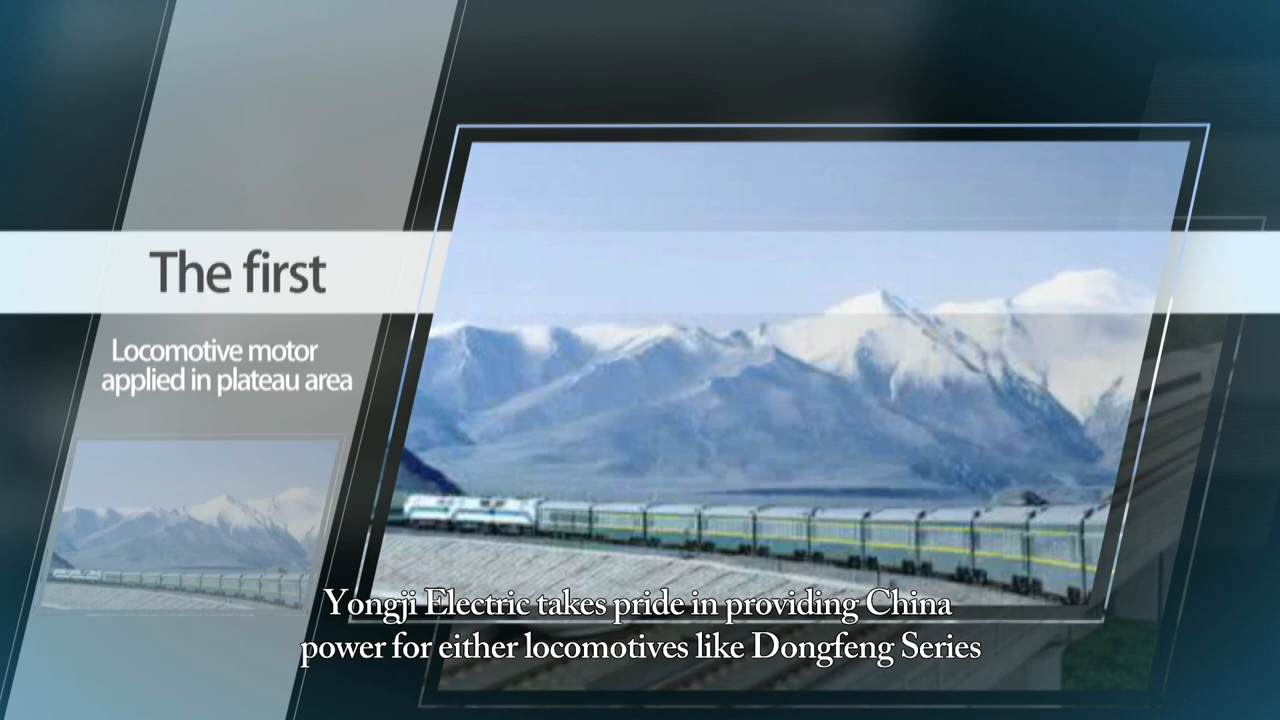 The first
Locomotive motor
applied in plateau area
Yongji Electric takes pride in providing China
power for either locomotives like Dongfeng Series